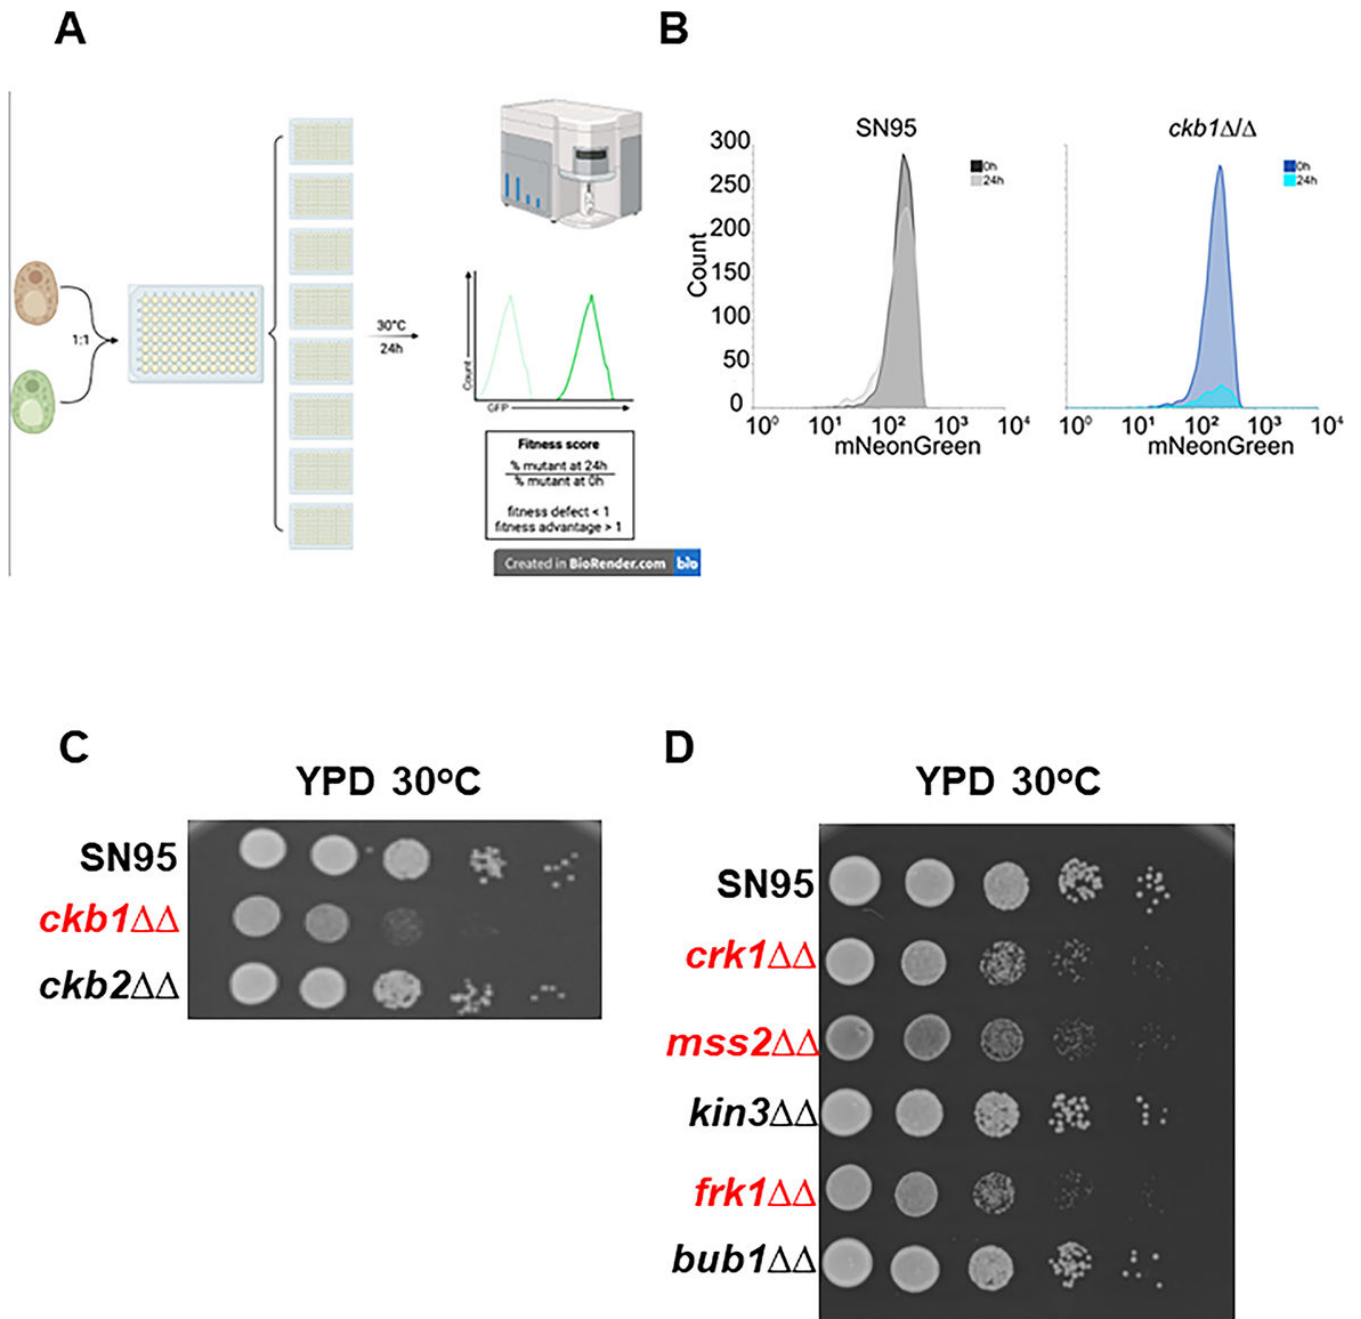 A
1:1
30°C
24h
Count
GFP
Fitness score
% mutant at 24h
% mutant at 0h
fitness defect < 1
fitness advantage > 1
Created in BioRender.com bio
B
SN95
0h
24h
ckb1Δ/Δ
0h
24h
Count
300
250
200
150
100
50
0
10⁰ 10¹ 10² 10³ 10⁴
mNeonGreen
10⁰ 10¹ 10² 10³ 10⁴
mNeonGreen
C
YPD 30°C
SN95
ckb1ΔΔ
ckb2ΔΔ
D
YPD 30°C
SN95
crk1ΔΔ
mss2ΔΔ
kin3ΔΔ
frk1ΔΔ
bub1ΔΔ